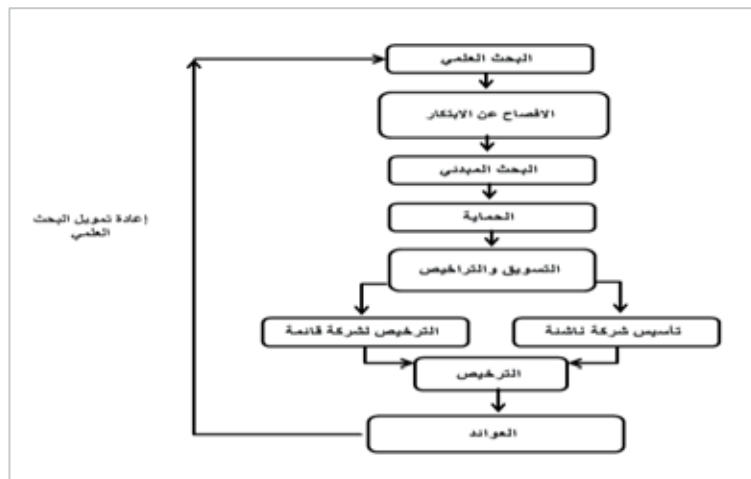 البحث العلمي
الافصاح عن الابتكار
البحث المبدئي
الحماية
إعادة تمويل البحث
العلمي
التسويق والتراخيص
الترخيص لشركة قائمة
تأسيس شركة ناشئة
الترخيص
العوائد